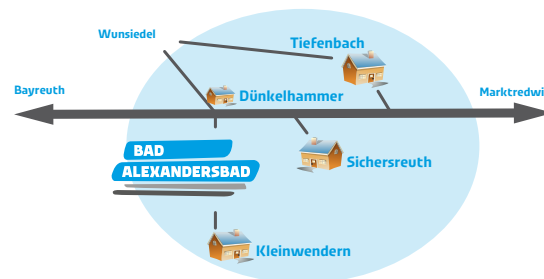 Wunsiedel
Tiefenbach
Bayreuth
Dünkelhammer
Marktredwi
BAD
ALEXANDERSBAD
Sichersreuth
Kleinwendern